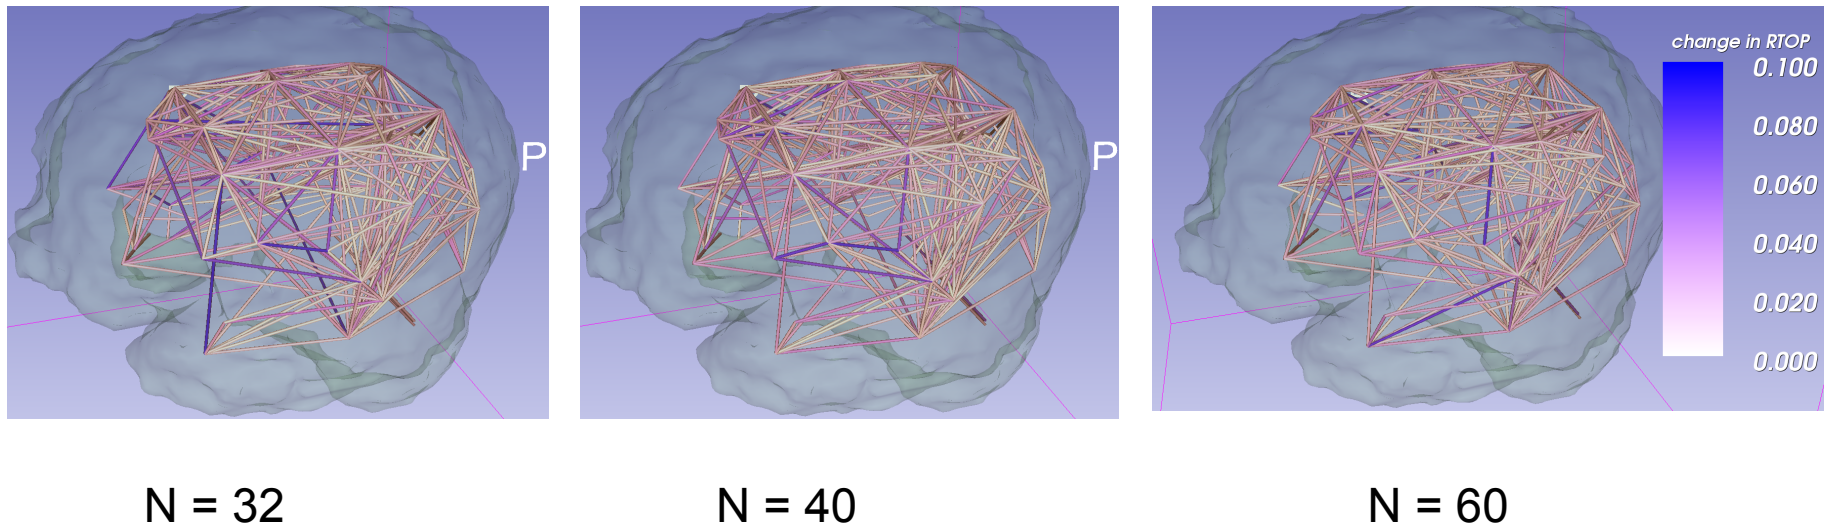 P
P
change in RTOP
0.100
0.080
0.060
0.040
0.020
0.000
N = 32
N = 40
N = 60